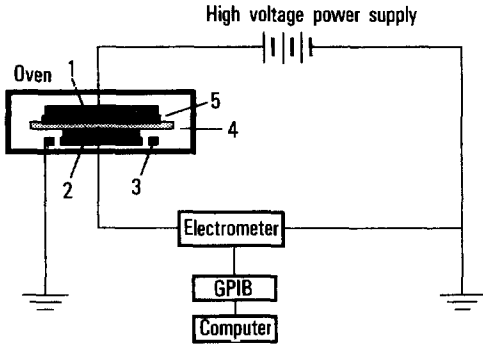 High voltage power supply
Oven
1
5
4
2
3
Electrometer
GPIB
Computer